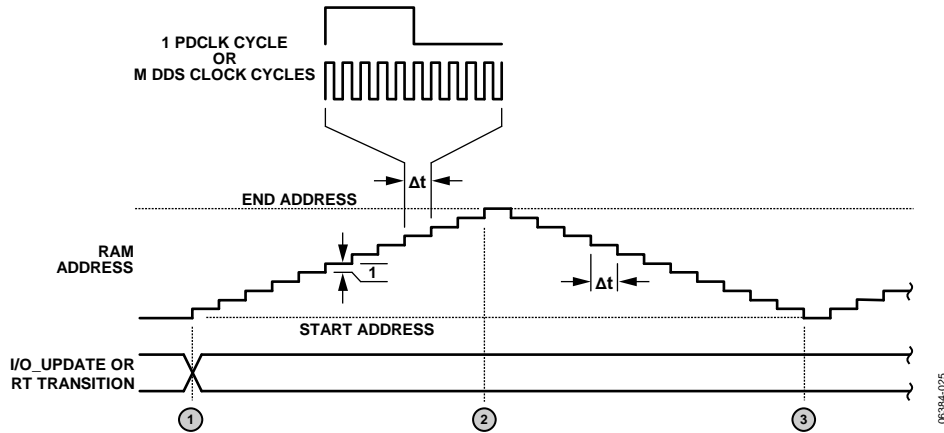 1 PDCLK CYCLE
OR
M DDS CLOCK CYCLES
Δt
END ADDRESS
RAM
ADDRESS
1
Δt
START ADDRESS
I/O_UPDATE OR
RT TRANSITION
1
2
3
06384-025